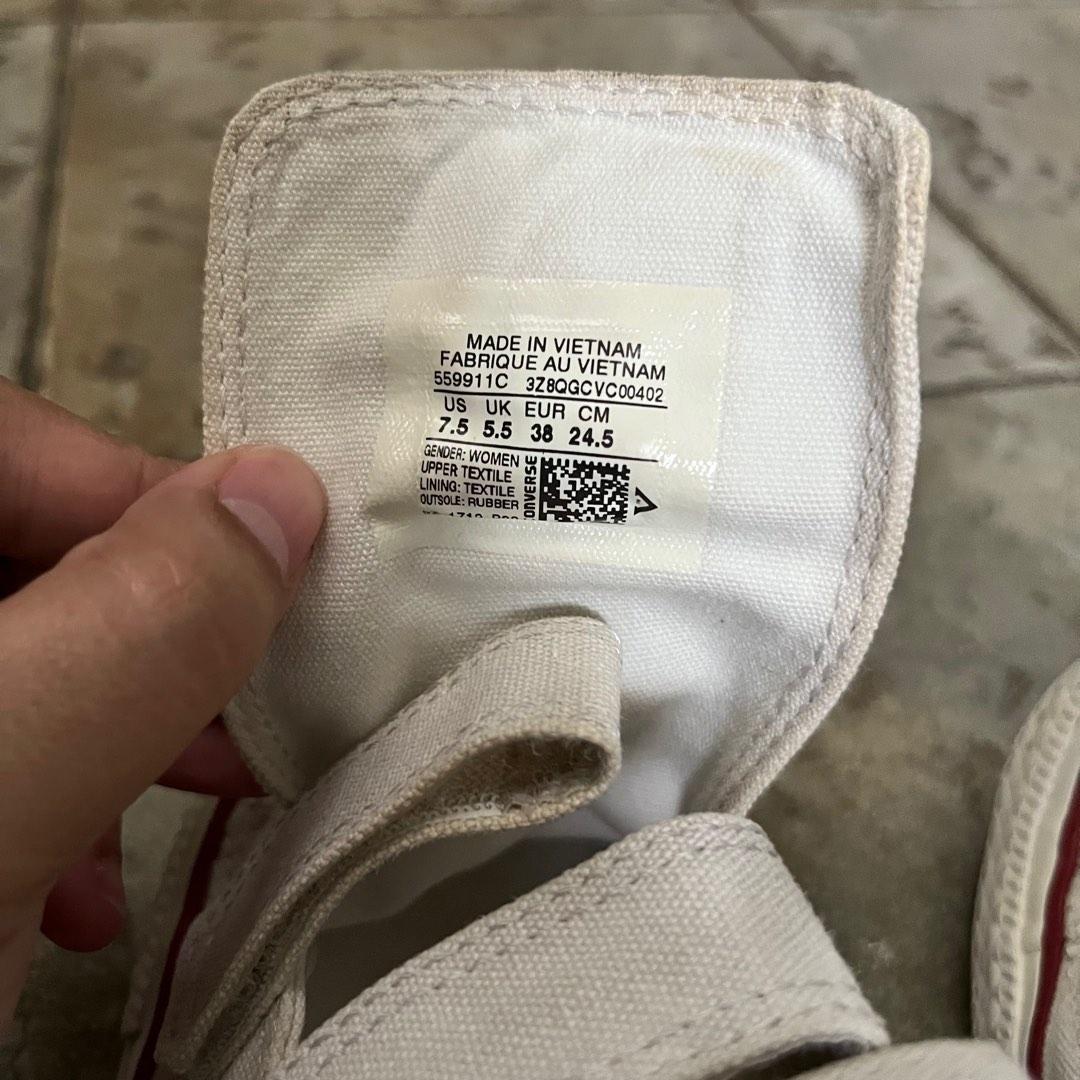 MADE IN VIETNAM
FABRIQUE AU VIETNAM
559911C 3Z8QGCVC00402
US UK EUR CM
7.5 5.5 38 24.5
GENDER: WOMEN
UPPER TEXTILE
LINING: TEXTILE
OUTSOLE: RUBBER
ONVERSE